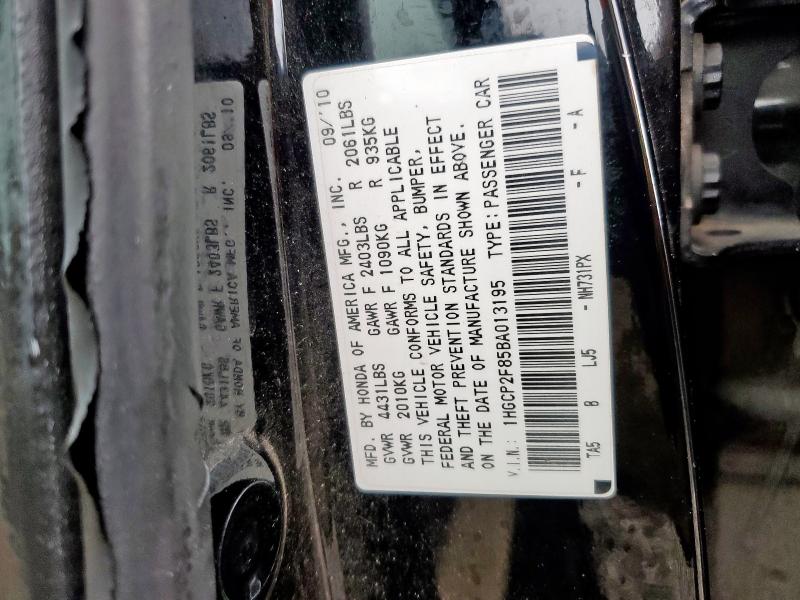 MFD. BY HONDA OF AMERICA MFG., INC. 09/10
GVWR 4431LBS GAWR F 2403LBS R 2061LBS
GVWR 2010KG GAWR F 1090KG R 935KG
THIS VEHICLE CONFORMS TO ALL APPLICABLE
FEDERAL MOTOR VEHICLE SAFETY, BUMPER,
AND THEFT PREVENTION STANDARDS IN EFFECT
ON THE DATE OF MANUFACTURE SHOWN ABOVE.
V.I.N.: 1HGCP2F85BA013195 TYPE: PASSENGER CAR
TA5 B LJ5 - NH731PX -F -A